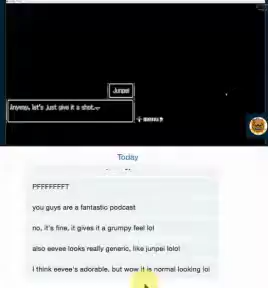 Junpei
Anyway, let's just give it a shot.
Today
PFFFFFFFT
you guys are a fantastic podcast
no, it's fine, it gives it a grumpy feel lol
also eevee looks really generic, like junpei lolol
I think eevee's adorable, but wow it is normal looking lol